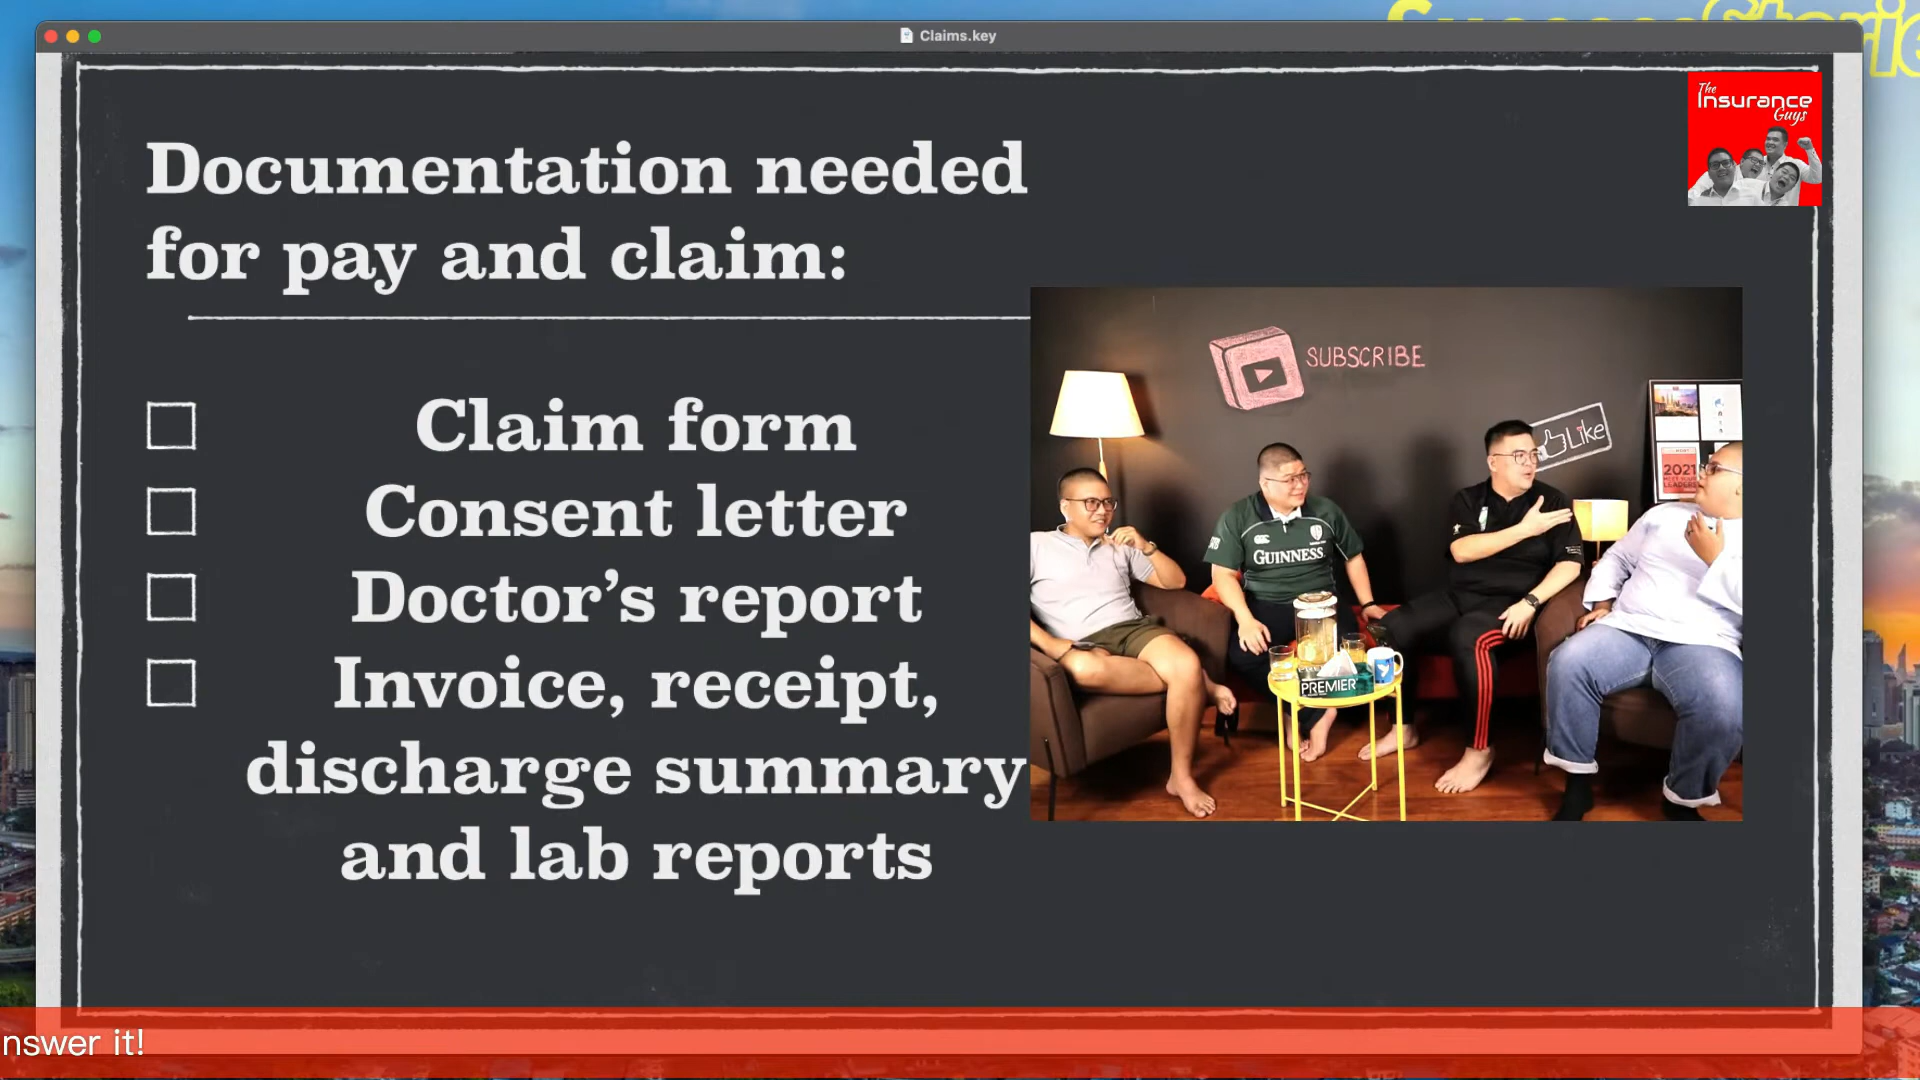 SuccessStories
Claims.key
The
Insurance
Guys
Documentation needed
for pay and claim:
SUBSCRIBE
Like
2021
GUINNESS
PREMIER
Claim form
Consent letter
Doctor’s report
Invoice, receipt,
discharge summary
and lab reports
nswer it!